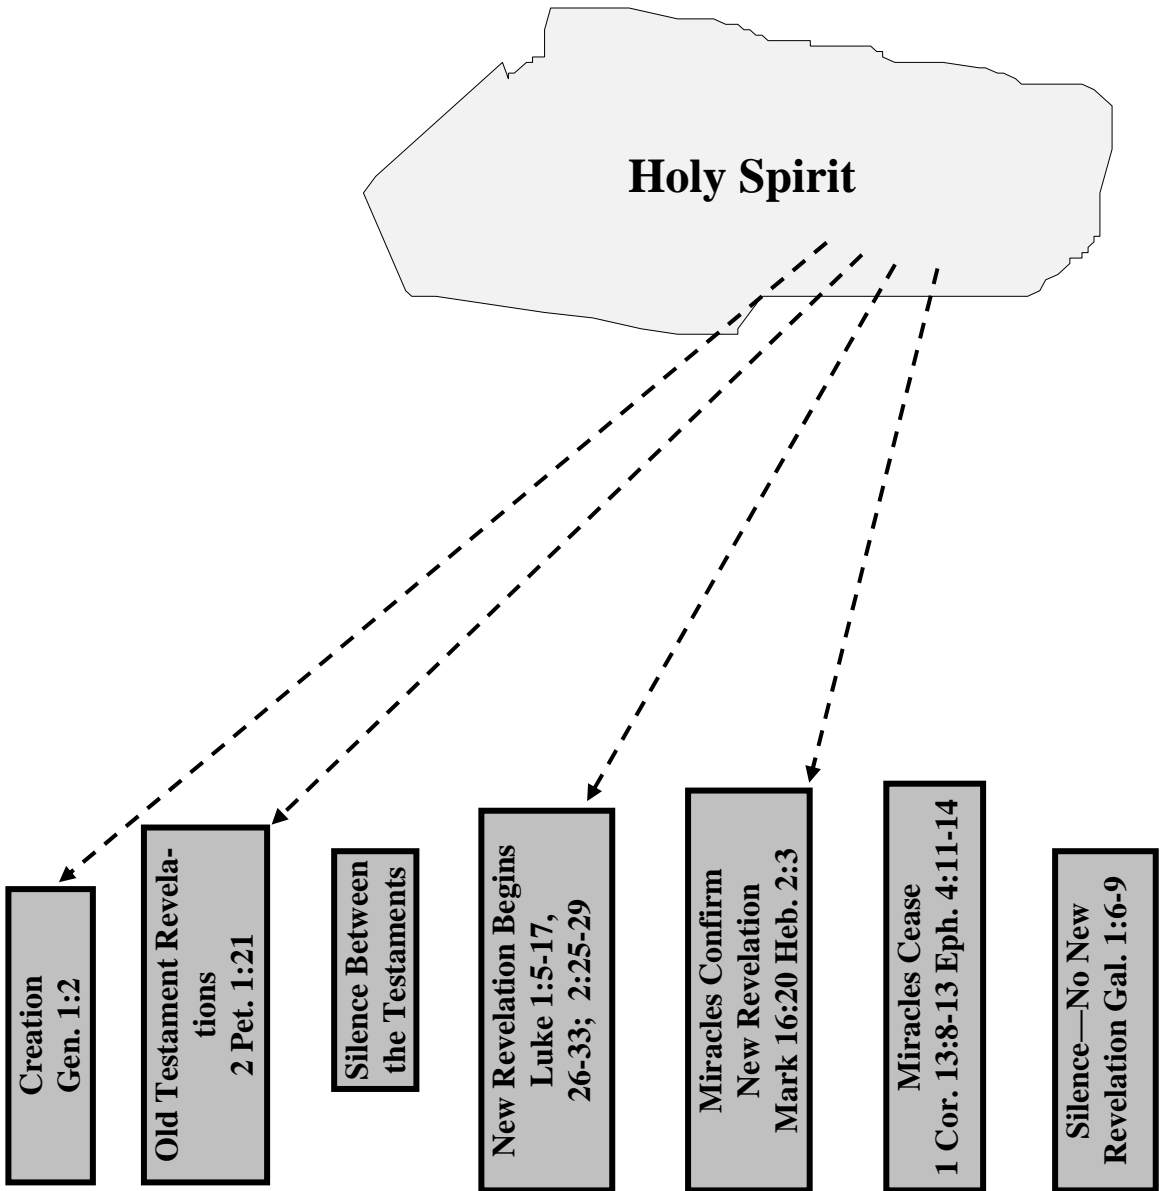 Holy Spirit
Creation
Gen. 1:2
Old Testament Revela-
tions
2 Pet. 1:21
Silence Between
the Testaments
New Revelation Begins
Luke 1:5-17,
26-33; 2:25-29
Miracles Confirm
New Revelation
Mark 16:20 Heb. 2:3
Miracles Cease
1 Cor. 13:8-13 Eph. 4:11-14
Silence—No New
Revelation Gal. 1:6-9